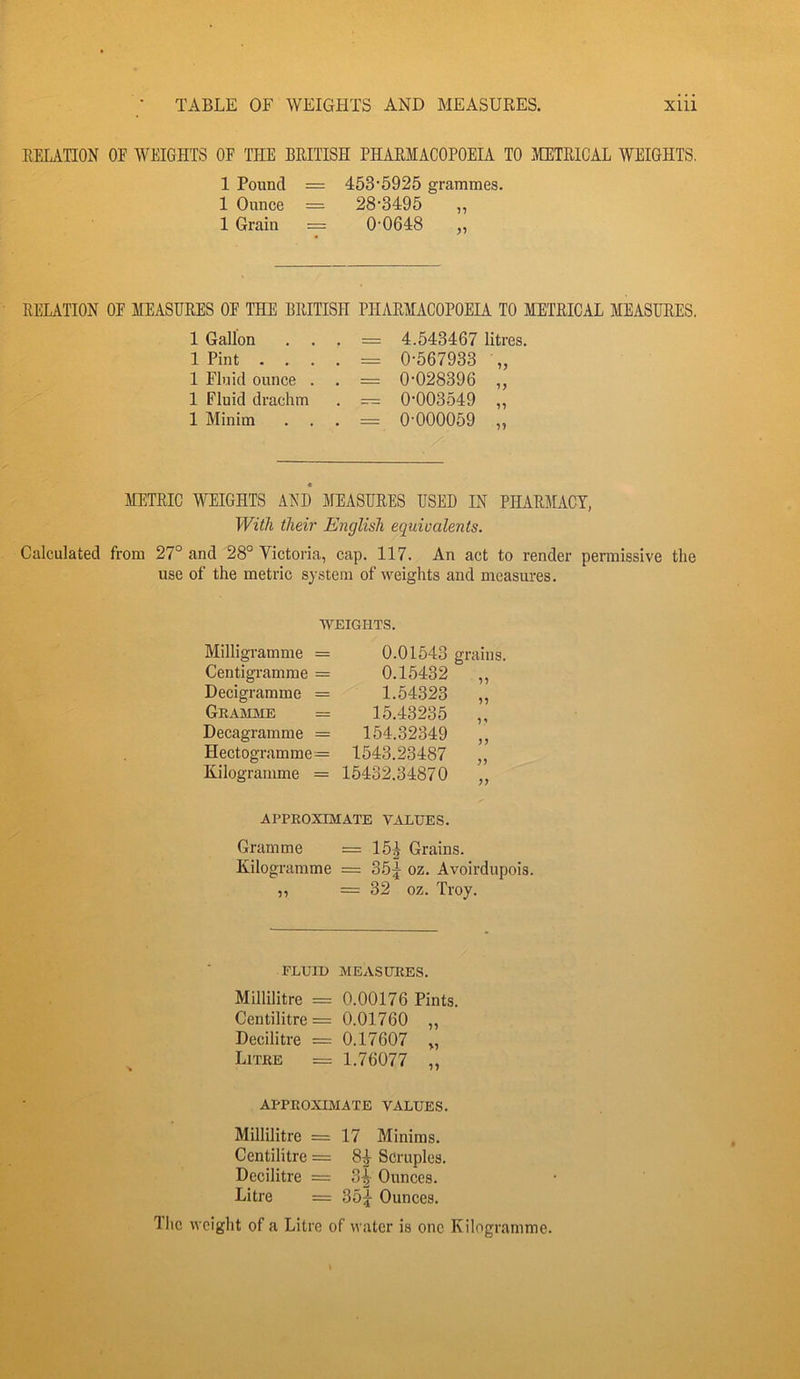 TABLE OF WEIGHTS AND MEASURES. xiii
RELATION OF WEIGHTS OF THE BRITISH PHARMACOPOEIA TO METRICAL WEIGHTS.
1 Pound = 453·5925 grammes.
1 Ounce = 28·3495 „
1 Grain = 0·0648 „
RELATION OF MEASURES OF THE BRITISH PHARMACOPOEIA TO METRICAL MEASURES.
1 Gallon . . . = 4.543467 litres.
1 Pint . . . . = 0·567933 „
1 Fluid ounce . . = 0·028396 „
1 Fluid drachm . = 0·003549 „
1 Minim . . . = 0·000059 „
METRIC WEIGHTS AND MEASURES USED IN PHARMACY,
With their English equivalents.
Calculated from 27° and 28° Victoria, cap. 117. An act to render permissive the
use of the metric system of weights and measures.
WEIGHTS.
Milligramme = 0.01543 grains.
Centigramme = 0.15432 „
Decigramme = 1.54323 „
GRAMME = 15.43235 „
Decagramme = 154.32349 „
Hectogramme = 1543.23487 „
Kilogramme = 15432.34870 „
APPROXIMATE VALUES.
Gramme = 15½ Grains.
Kilogramme = 35¼ oz. Avoirdupois.
„ = 32 oz. Troy.
FLUID MEASURES.
Millilitre = 0.00176 Pints.
Centilitre = 0.01760 „
Decilitre = 0.17607 „
LITRE = 1.76077 „
APPROXIMATE VALUES.
Millilitre = 17 Minims.
Centilitre = 8½ Scruples.
Decilitre = 3½ Ounces.
Litre = 35¼ Ounces.
The weight of a Litre of water is one Kilogramme.